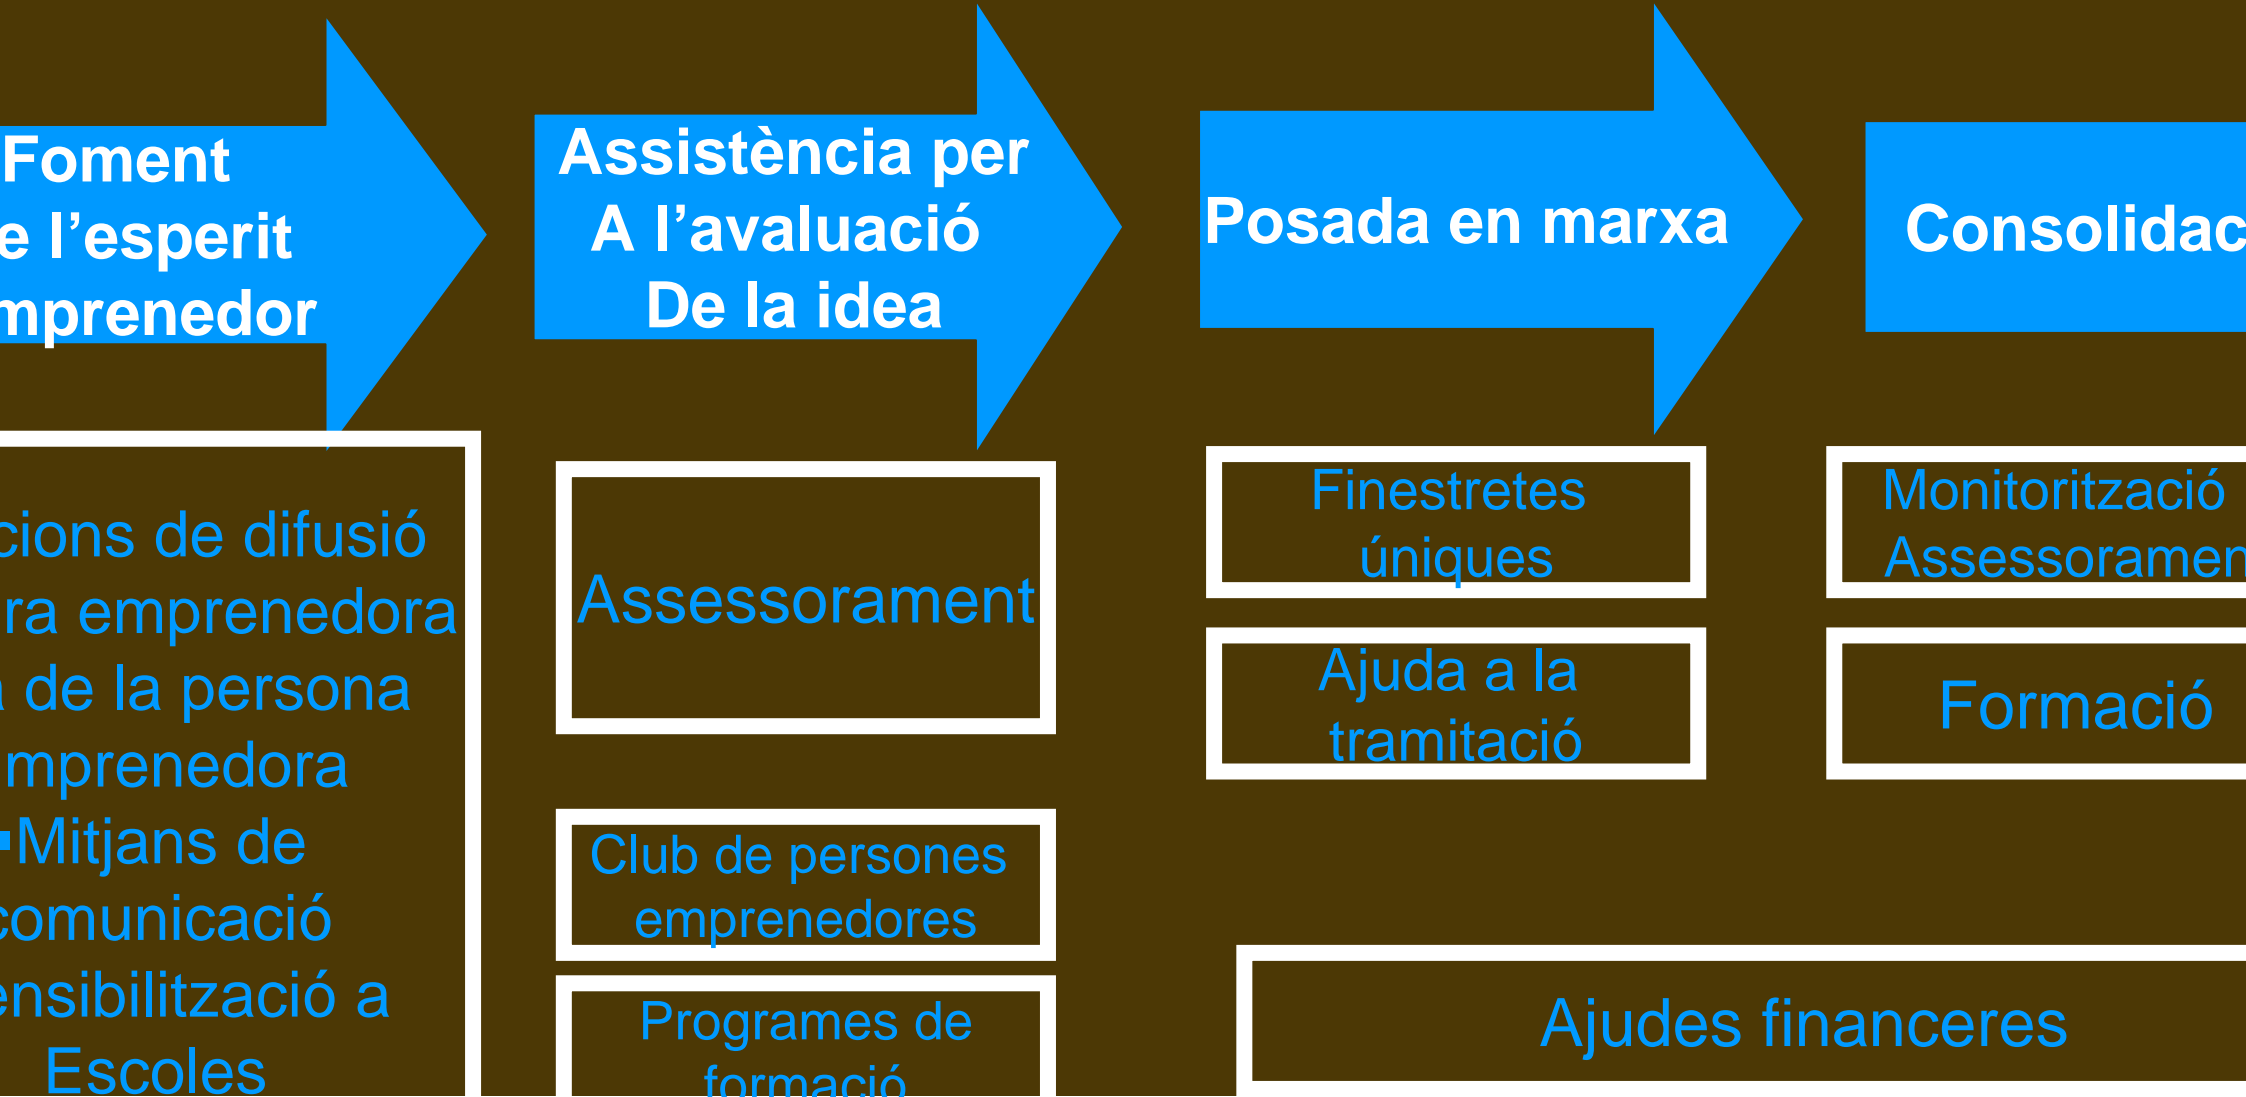 Foment
e l’esperit
mprenedor
Assistència per
A l’avaluació
De la idea
Posada en marxa
Consolidac
cions de difusió
ra emprenedora
de la persona
mprenedora
▪Mitjans de
comunicació
ensibilització a
Escoles
Assessorament
Club de persones
emprenedores
Programes de
formació
Finestretes
úniques
Ajuda a la
tramitació
Monitorització
Assessoramen
Formació
Ajudes financeres